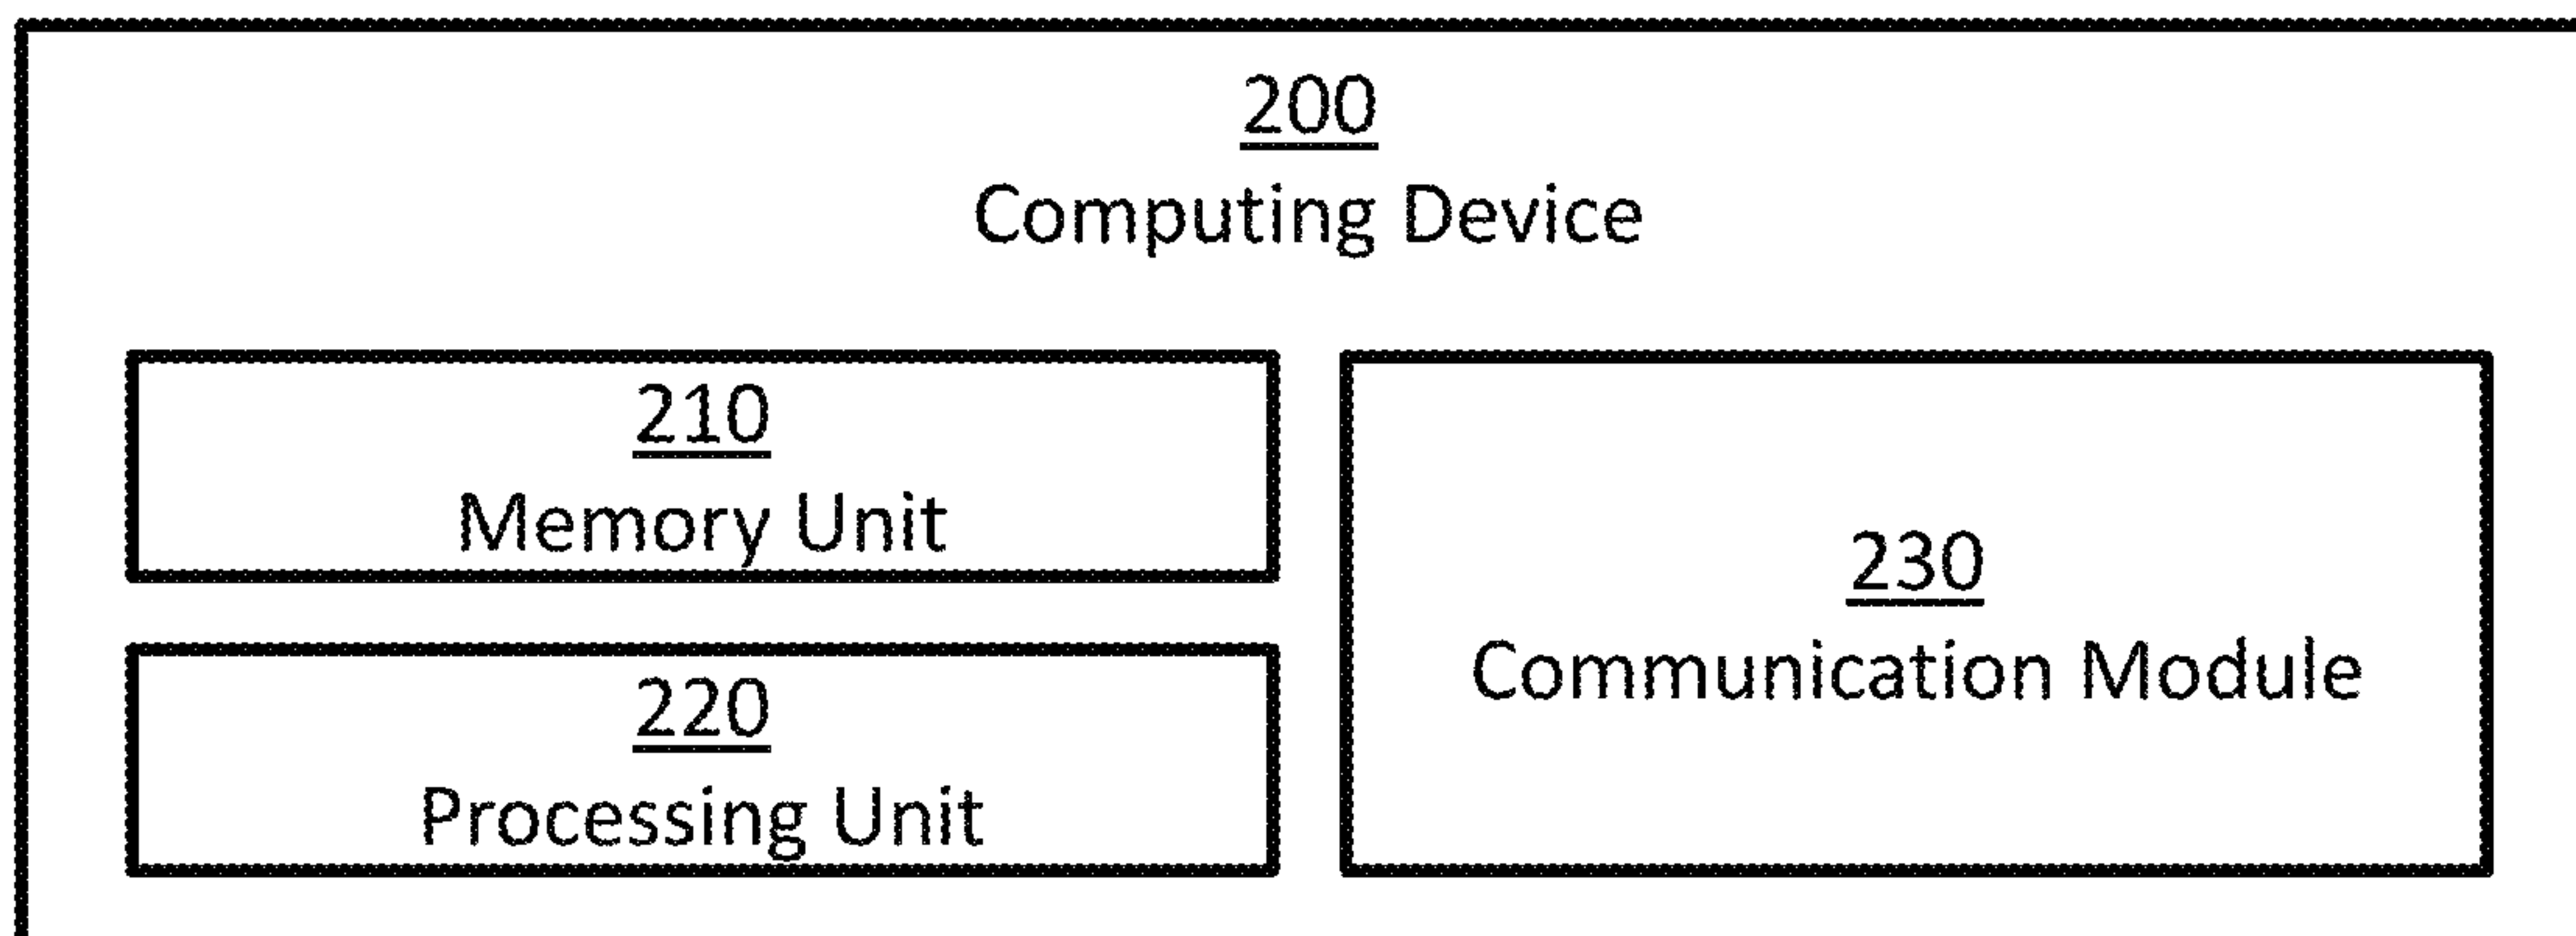 200
Computing Device
210
Memory Unit
220
Processing Unit
230
Communication Module